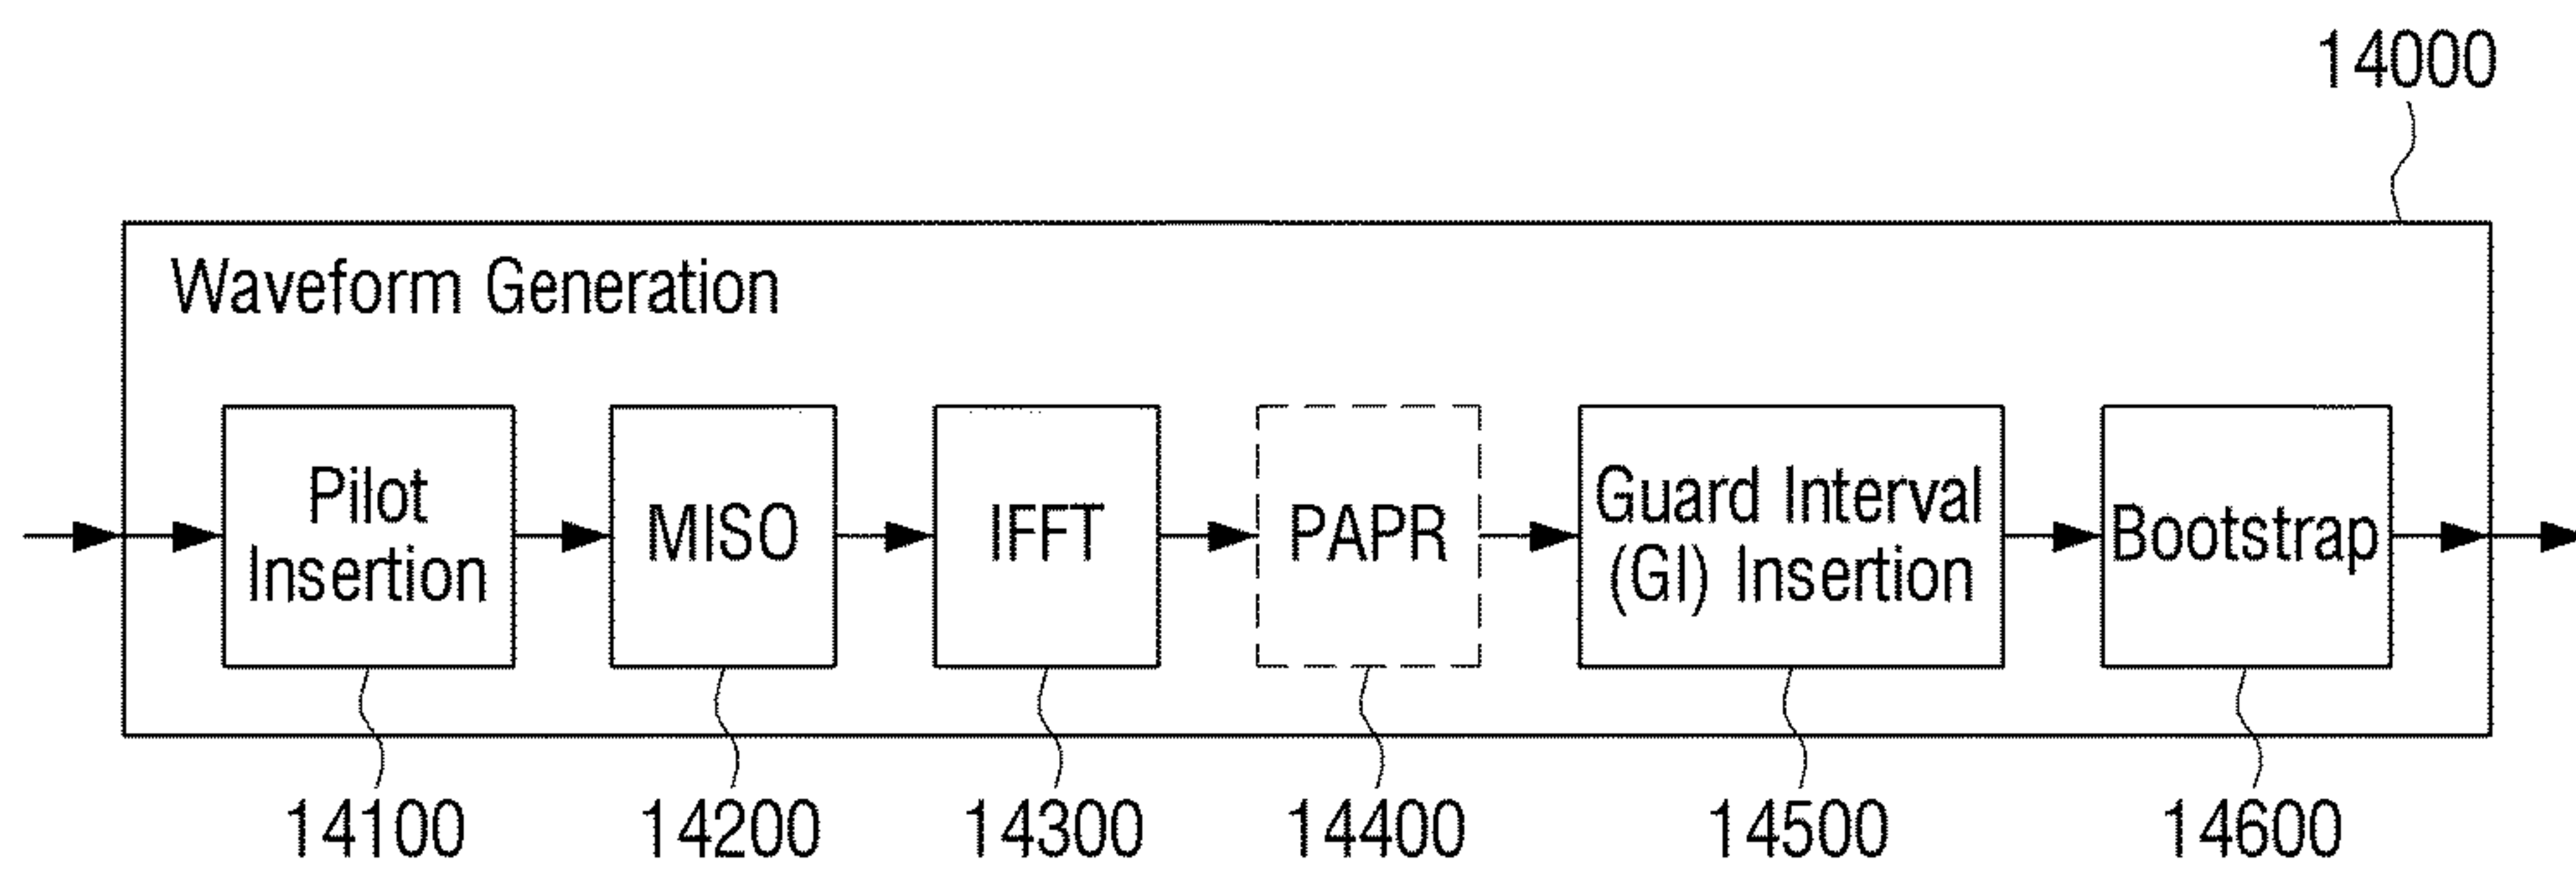 14000
Waveform Generation
Pilot
Insertion
MISO
IFFT
PAPR
Guard Interval
(GI) Insertion
Bootstrap
14100
14200
14300
14400
14500
14600